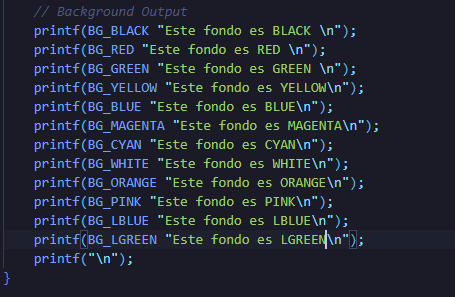 // Background Output
printf(BG_BLACK "Este fondo es BLACK \n");
printf(BG_RED "Este fondo es RED \n");
printf(BG_GREEN "Este fondo es GREEN \n");
printf(BG_YELLOW "Este fondo es YELLOW\n");
printf(BG_BLUE "Este fondo es BLUE\n");
printf(BG_MAGENTA "Este fondo es MAGENTA\n");
printf(BG_CYAN "Este fondo es CYAN\n");
printf(BG_WHITE "Este fondo es WHITE\n");
printf(BG_ORANGE "Este fondo es ORANGE\n");
printf(BG_PINK "Este fondo es PINK\n");
printf(BG_LBLUE "Este fondo es LBLUE\n");
printf(BG_LGREEN "Este fondo es LGREEN\n");
printf("\n");
}